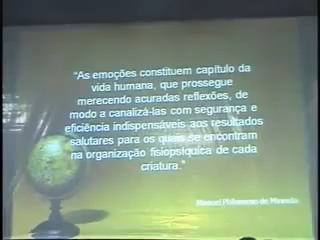 "As emoções constituem capítulo da
vida humana, que prossegue
merecendo acuradas reflexões, de
modo a canalizá-las com segurança e
eficiência indispensáveis aos resultados
salutares para os quais se encontram
na organização fisiopsíquica de cada
criatura."
Manoel Philomeno de Miranda